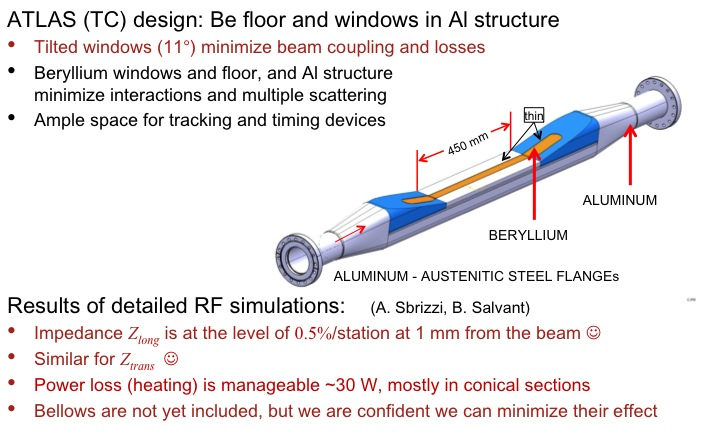 ATLAS (TC) design: Be floor and windows in Al structure
• Tilted windows (11°) minimize beam coupling and losses
• Beryllium windows and floor, and Al structure
minimize interactions and multiple scattering
• Ample space for tracking and timing devices
thin
450 mm
ALUMINUM
BERYLLIUM
ALUMINUM - AUSTENITIC STEEL FLANGEs
Results of detailed RF simulations: (A. Sbrizzi, B. Salvant)
• Impedance Zlong is at the level of 0.5%/station at 1 mm from the beam ☺
• Similar for Ztrans ☺
• Power loss (heating) is manageable ~30 W, mostly in conical sections
• Bellows are not yet included, but we are confident we can minimize their effect